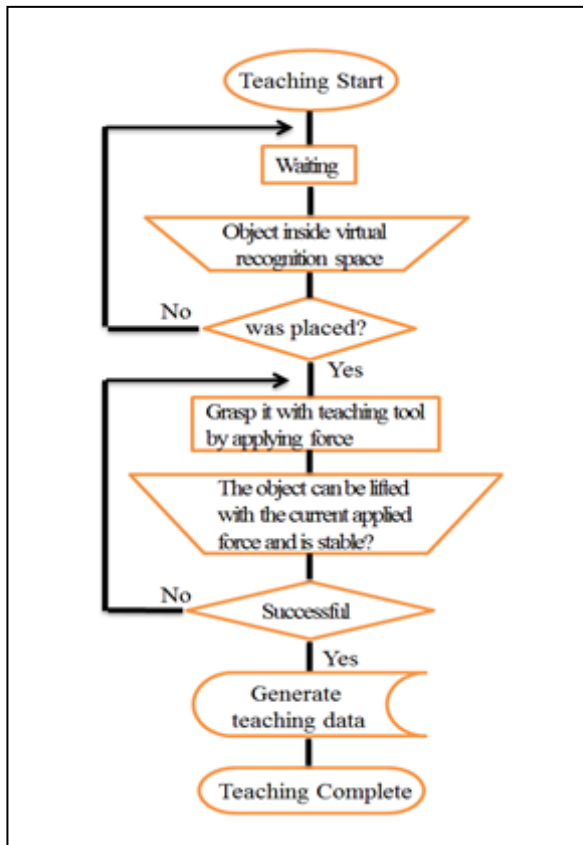 Teaching Start
Waiting
Object inside virtual
recognition space
No
was placed?
Yes
Grasp it with teaching tool
by applying force
The object can be lifted
with the current applied
force and is stable?
No
Successful
Yes
Generate
teaching data
Teaching Complete